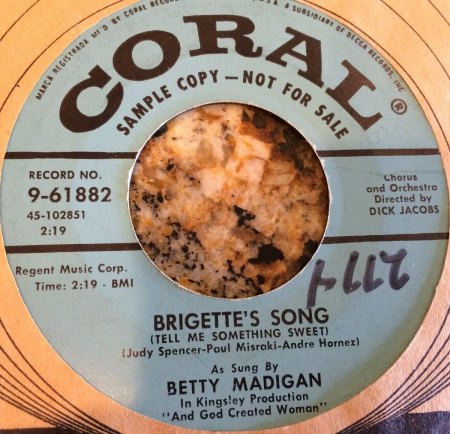 MARCA REGISTRADA MF'D BY CORAL RECORDS
U.S.A. A SUBSIDIARY OF DECCA RECORDS, INC.
CORAL®
SAMPLE COPY — NOT FOR SALE
RECORD NO.
9-61882
45-102851
2:19
Chorus
and Orchestra
Directed by
DICK JACOBS
Regent Music Corp.
Time: 2:19 - BMI
BRIGETTE'S SONG
(TELL ME SOMETHING SWEET)
(Judy Spencer-Paul Misraki-Andre Hornez)
As Sung By
BETTY MADIGAN
In Kingsley Production
"And God Created Woman"